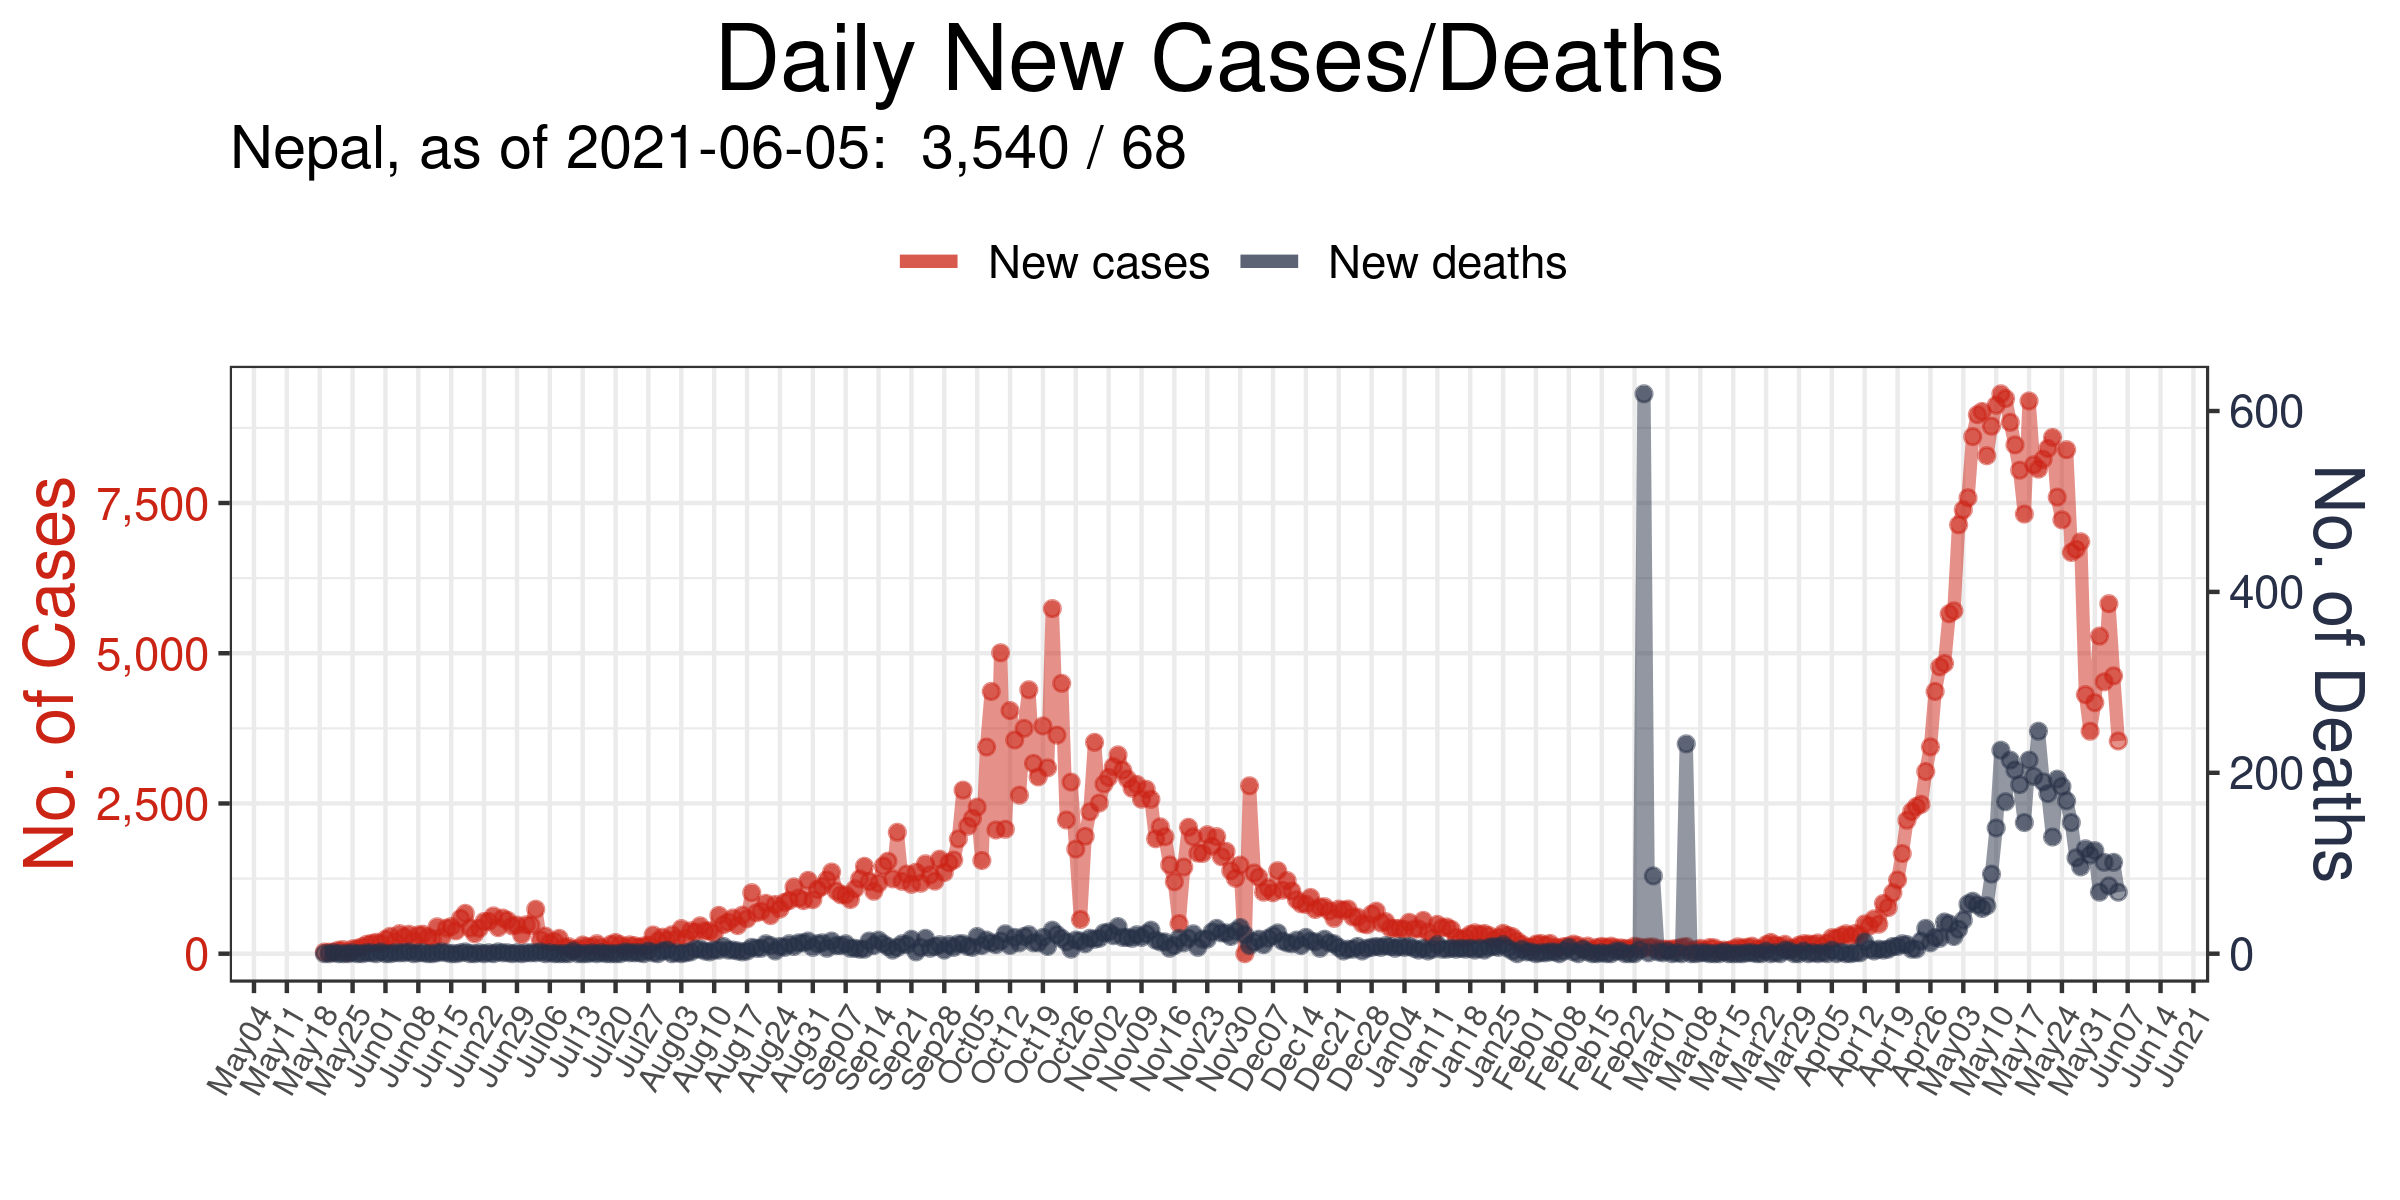 Daily New Cases/Deaths
Nepal, as of 2021-06-05:  3,540 / 68
New cases
New deaths
No. of Cases
7,500
5,000
2,500
0
600
400
200
0
No. of Deaths
May04
May11
May18
May25
Jun01
Jun08
Jun15
Jun22
Jun29
Jul06
Jul13
Jul20
Jul27
Aug03
Aug10
Aug17
Aug24
Aug31
Sep07
Sep14
Sep21
Sep28
Oct05
Oct12
Oct19
Oct26
Nov02
Nov09
Nov16
Nov23
Nov30
Dec07
Dec14
Dec21
Dec28
Jan04
Jan11
Jan18
Jan25
Feb01
Feb08
Feb15
Feb22
Mar01
Mar08
Mar15
Mar22
Mar29
Apr05
Apr12
Apr19
Apr26
May03
May10
May17
May24
May31
Jun07
Jun14
Jun21